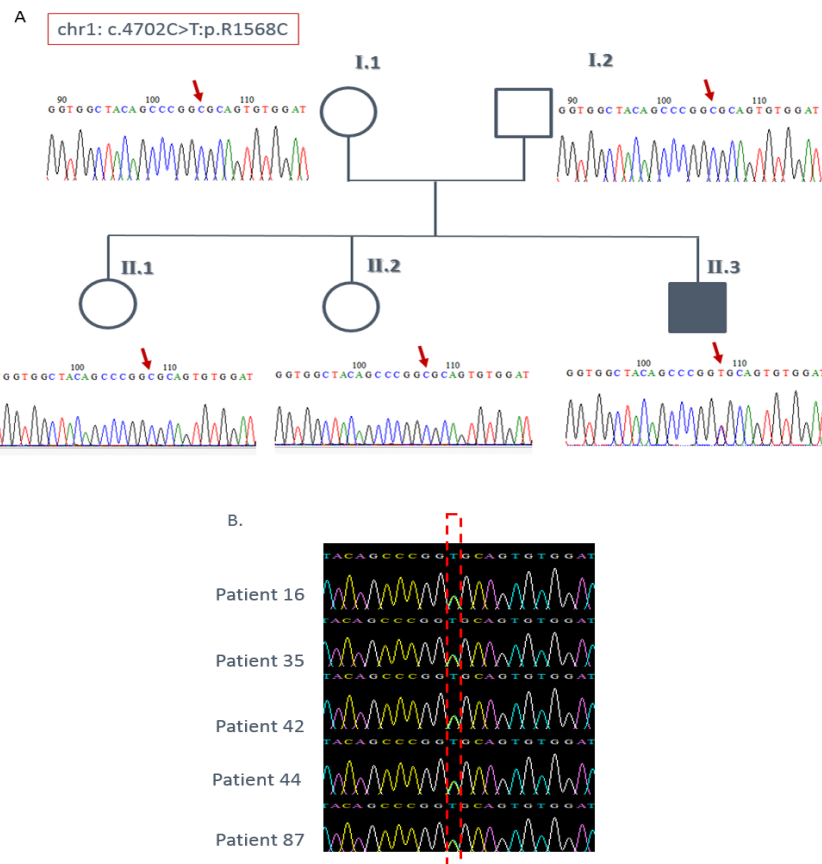 A
chr1: c.4702C>T:p.R1568C
I.1
I.2
90 100 110
GGTGGCTACAGCCCGGCGCAGTGTGGAT
90 100 110
GGTGGCTACAGCCCGGCGCAGTGTGGAT
II.1
II.2
II.3
100 110
GGTGGCTACAGCCCGGCGCAGTGTGGAT
100 110
GGTGGCTACAGCCCGGCGCAGTGTGGAT
100 110
GGTGGCTACAGCCCGGTGCAGTGTGGAT
B.
TACAGCCCGGTGCAGTGTGGAT
Patient 16
TACAGCCCGGTGCAGTGTGGAT
Patient 35
TACAGCCCGGTGCAGTGTGGAT
Patient 42
TACAGCCCGGTGCAGTGTGGAT
Patient 44
TACAGCCCGGTGCAGTGTGGAT
Patient 87